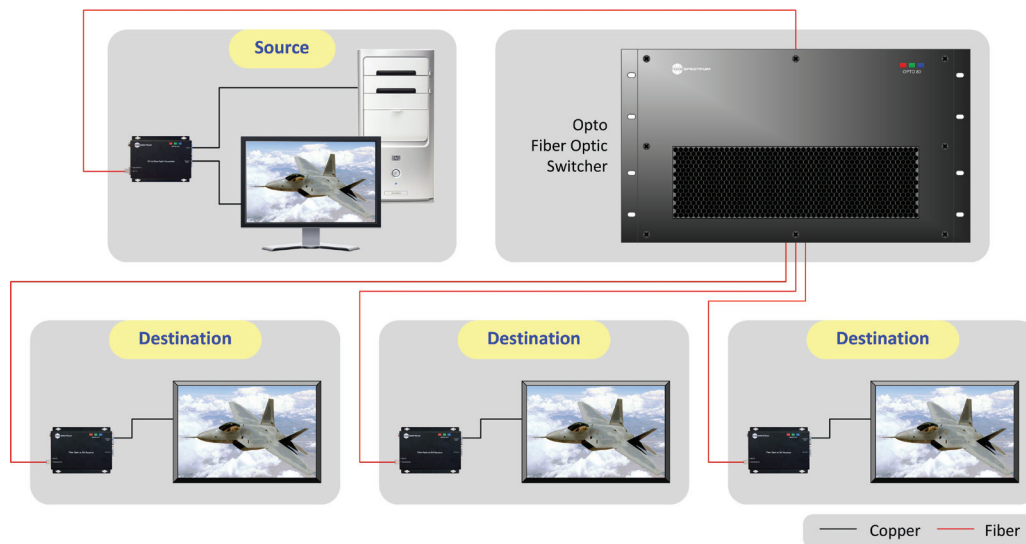 Source
Opto
Fiber Optic
Switcher
SPECTRUM
OPTO 80
Destination
Destination
Destination
Copper
Fiber